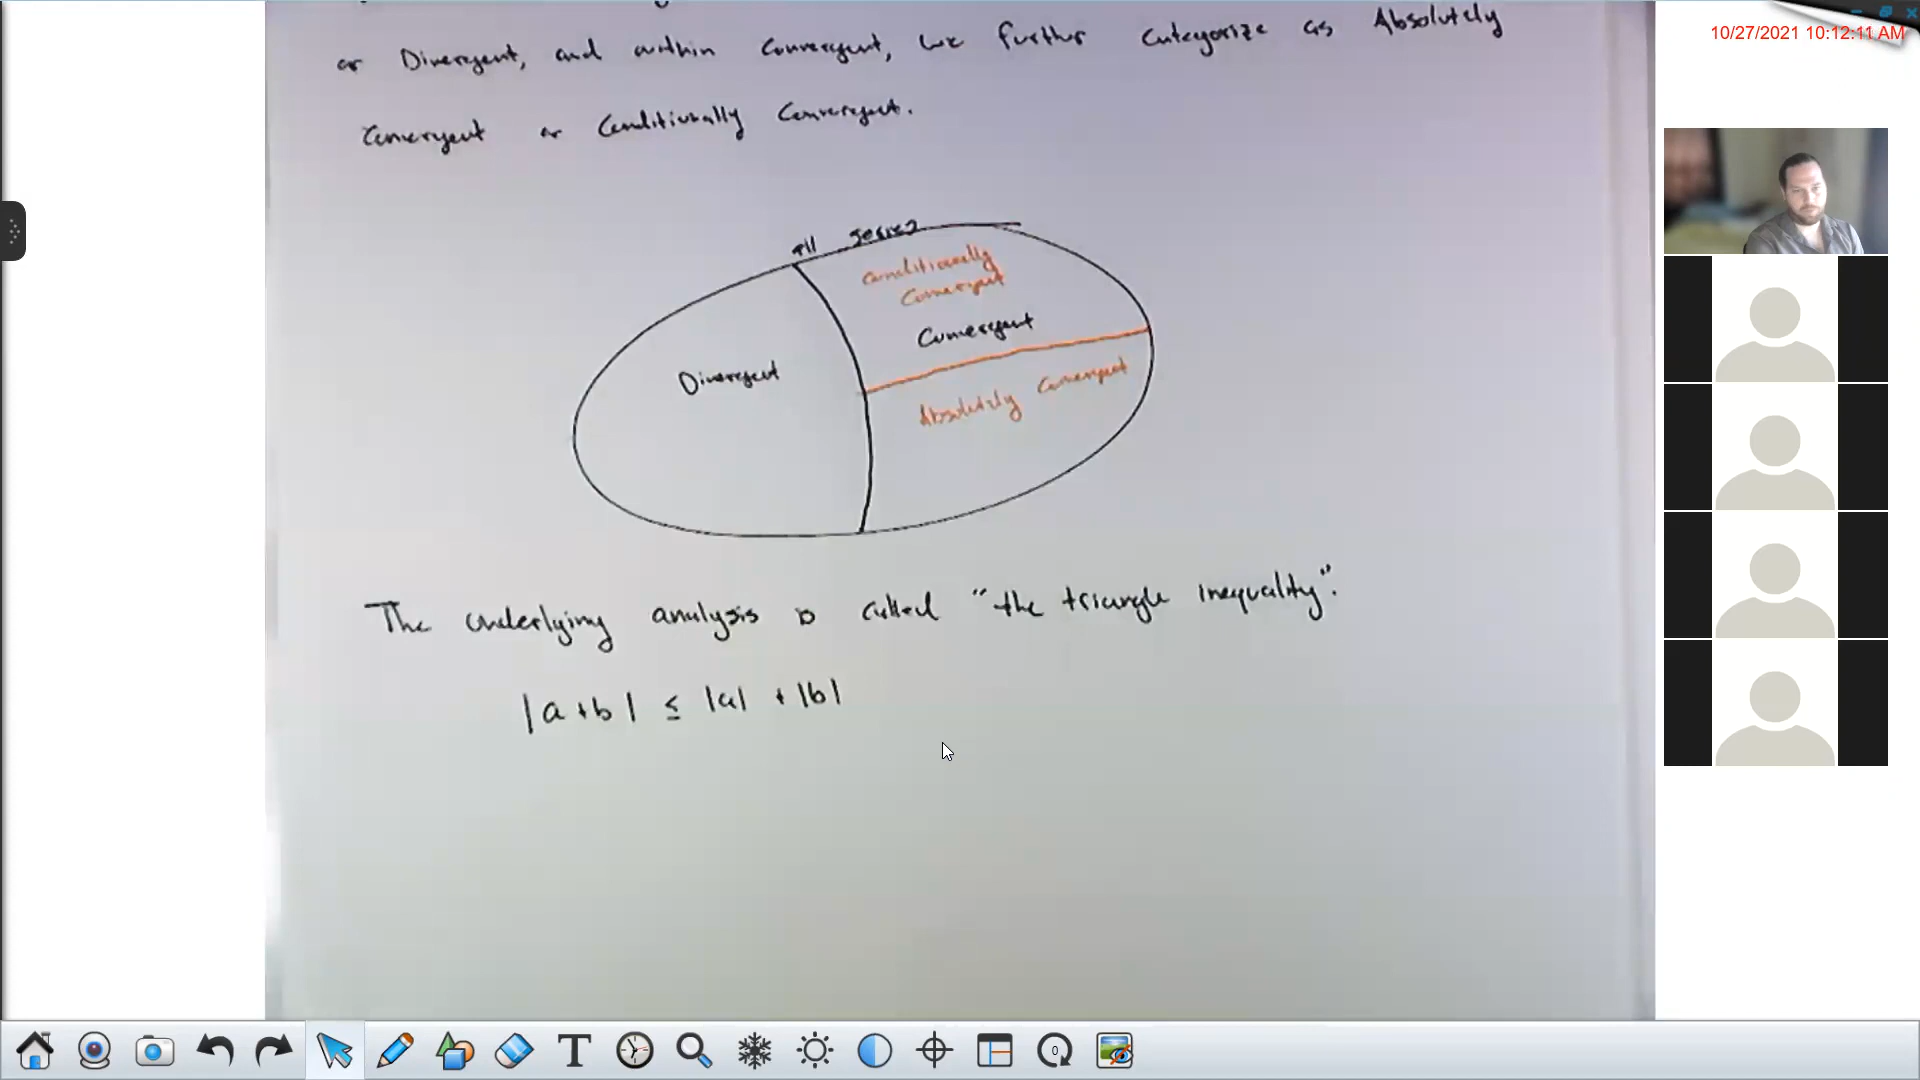 10/27/2021 10:12:11 AM
or Divergent, and within Convergent, we further categorize as Absolutely
Convergent or Conditionally Convergent.
all series
Conditionally
Convergent
Convergent
Divergent
Absolutely Convergent
The underlying analysis is called "the triangle inequality".
|a+b| ≤ |a| + |b|
T
0